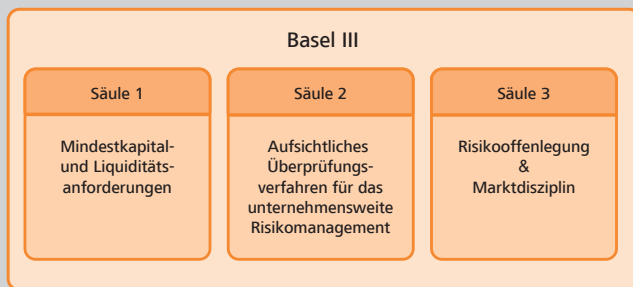 Basel III
Säule 1
Mindestkapital-
und Liquiditäts-
anforderungen
Säule 2
Aufsichtliches
Überprüfungs-
verfahren für das
unternehmensweite
Risikomanagement
Säule 3
Risikooffenlegung
&
Marktdisziplin